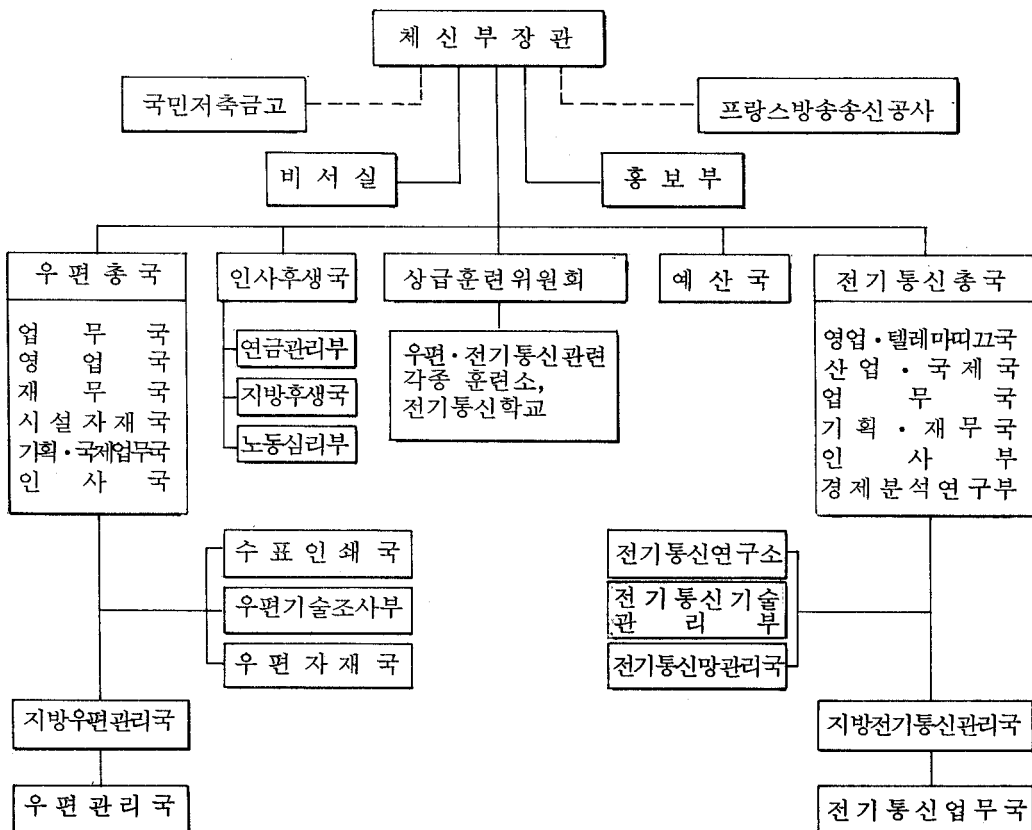 체신부장관
국민저축금고
프랑스방송송신공사
비서실
홍보부
우편총국
업무국
영업국
재무국
시설자재국
기획·국제업무국
인사국
인사후생국
연금관리부
지방후생국
노동심리부
상급훈련위원회
우편·전기통신관련
각종 훈련소,
전기통신학교
예산국
전기통신총국
영업·텔레마띠끄국
산업·국제국
업무국
기획·재무국
인사부
경제분석연구부
수표인쇄국
우편기술조사부
우편자재국
전기통신연구소
전기통신기술
관리부
전기통신망관리국
지방우편관리국
우편관리국
지방전기통신관리국
전기통신업무국